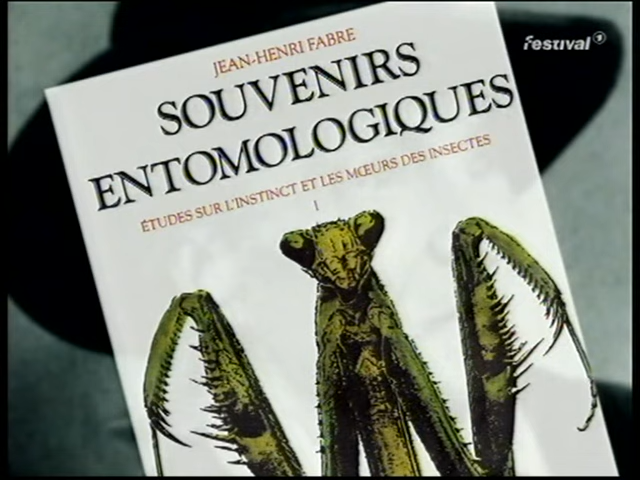 JEAN-HENRI FABRE
SOUVENIRS
ENTOMOLOGIQUES
ÉTUDES SUR L'INSTINCT ET LES MŒURS DES INSECTES
I
festival